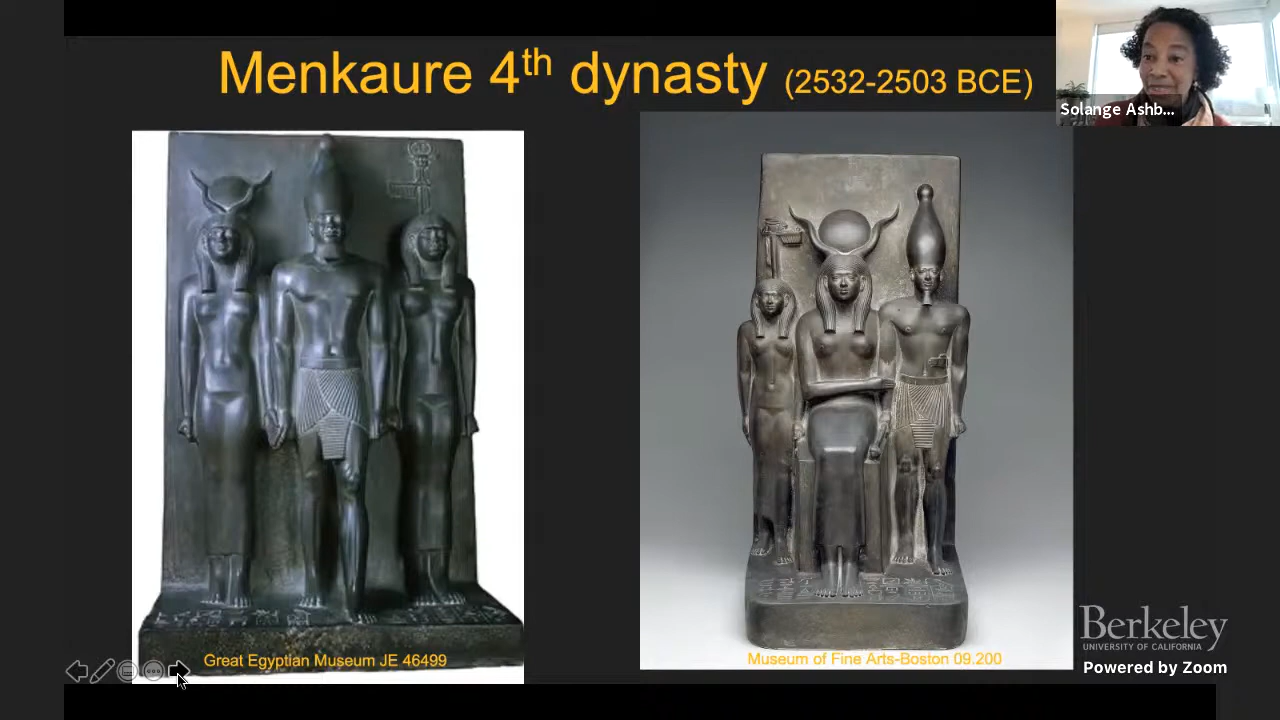 Menkaure 4th dynasty (2532-2503 BCE)
Solange Ashb...
Great Egyptian Museum JE 46499
Museum of Fine Arts-Boston 09.200
Berkeley
UNIVERSITY OF CALIFORNIA
Powered by Zoom